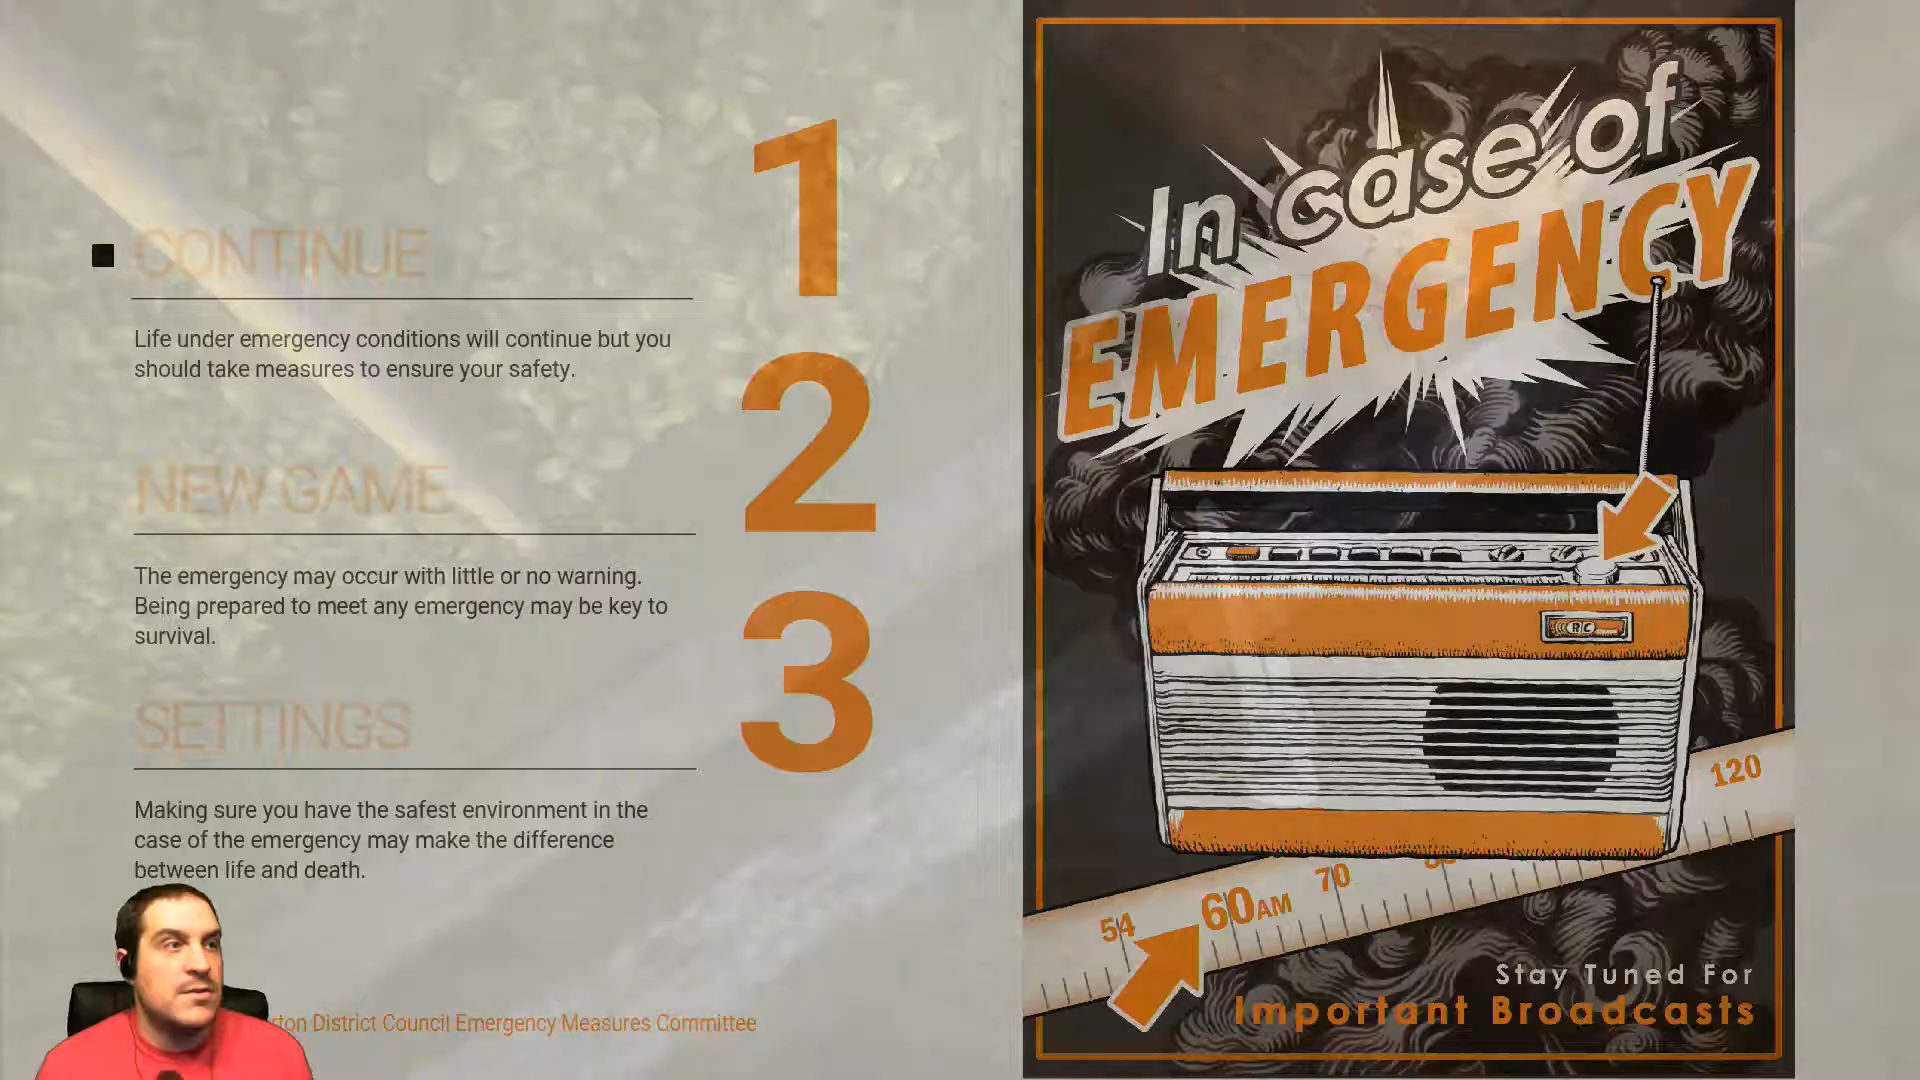 1
CONTINUE
Life under emergency conditions will continue but you
should take measures to ensure your safety.
2
NEW GAME
The emergency may occur with little or no warning.
Being prepared to meet any emergency may be key to
survival.
3
SETTINGS
Making sure you have the safest environment in the
case of the emergency may make the difference
between life and death.
District Council Emergency Measures Committee
In case of
EMERGENCY
RC
120
70
60AM
54
Stay Tuned For
Important Broadcasts